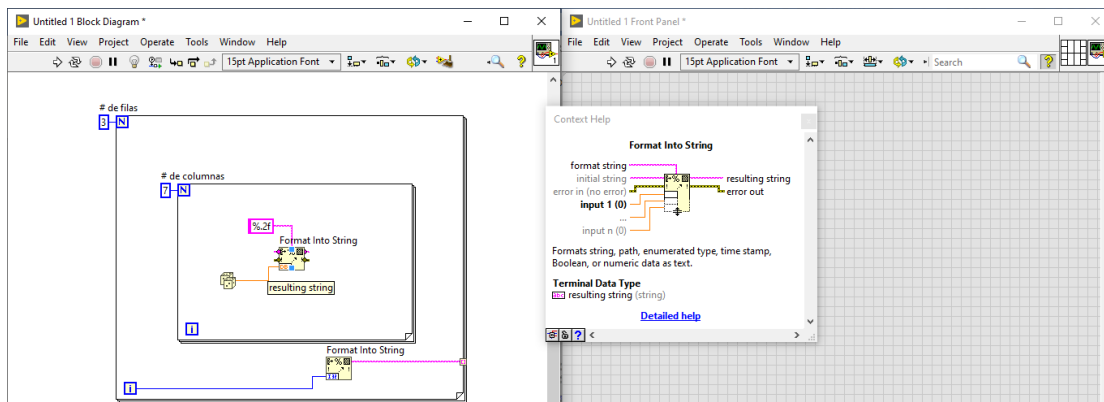 Untitled 1 Block Diagram *
File Edit View Project Operate Tools Window Help
15pt Application Font
1
# de filas
3 N
# de columnas
7 N
%.2f
Format Into String
resulting string
i
Format Into String
i
Untitled 1 Front Panel *
File Edit View Project Operate Tools Window Help
15pt Application Font
Search
Context Help
Format Into String
format string
initial string
resulting string
error in (no error)
error out
input 1 (0)
...
input n (0)
Formats string, path, enumerated type, time stamp,
Boolean, or numeric data as text.
Terminal Data Type
abc resulting string (string)
Detailed help